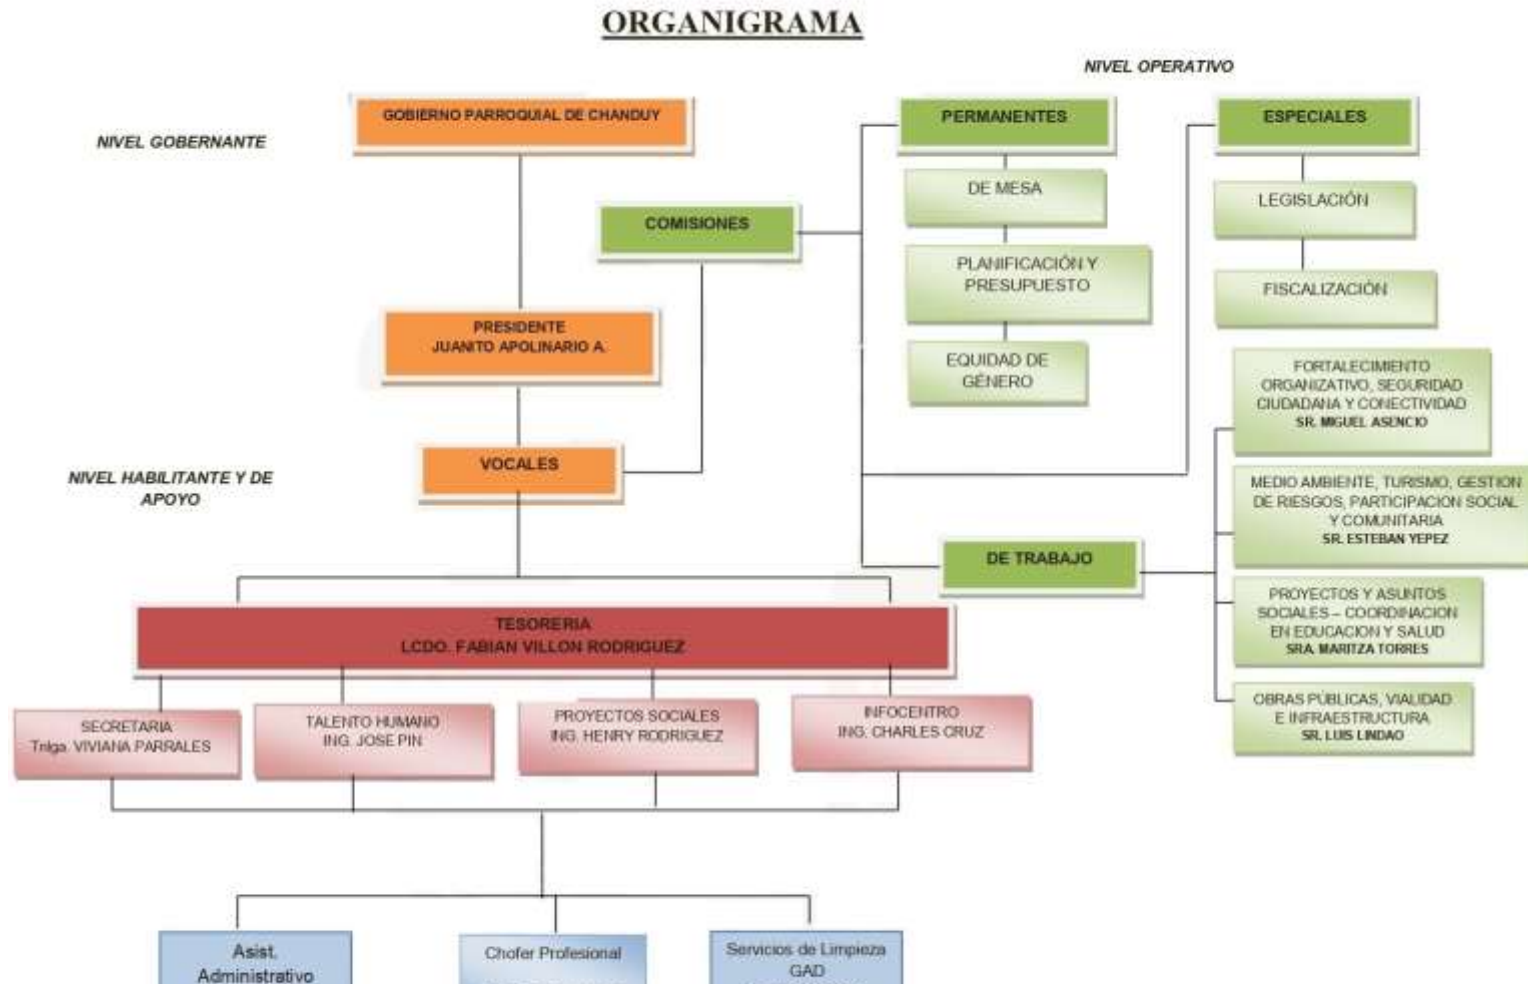 ORGANIGRAMA
NIVEL OPERATIVO
NIVEL GOBERNANTE
GOBIERNO PARROQUIAL DE CHANDUY
PERMANENTES
ESPECIALES
DE MESA
LEGISLACIÓN
COMISIONES
PLANIFICACIÓN Y
PRESUPUESTO
FISCALIZACIÓN
PRESIDENTE
JUANITO APOLINARIO A.
EQUIDAD DE
GÉNERO
FORTALECIMIENTO
ORGANIZATIVO, SEGURIDAD
CIUDADANA Y CONECTIVIDAD
SR. MIGUEL ASENCIO
NIVEL HABILITANTE Y DE
APOYO
VOCALES
MEDIO AMBIENTE, TURISMO, GESTION
DE RIESGOS, PARTICIPACION SOCIAL
Y COMUNITARIA
SR. ESTEBAN YEPEZ
DE TRABAJO
PROYECTOS Y ASUNTOS
SOCIALES – COORDINACION
EN EDUCACION Y SALUD
SRA. MARITZA TORRES
OBRAS PÚBLICAS, VIALIDAD
E INFRAESTRUCTURA
SR. LUIS LINDAO
TESORERIA
LCDO. FABIAN VILLON RODRIGUEZ
SECRETARIA
Tnlga. VIVIANA PARRALES
TALENTO HUMANO
ING. JOSE PIN
PROYECTOS SOCIALES
ING. HENRY RODRIGUEZ
INFOCENTRO
ING. CHARLES CRUZ
Asist.
Administrativo
Chofer Profesional
Servicios de Limpieza
GAD